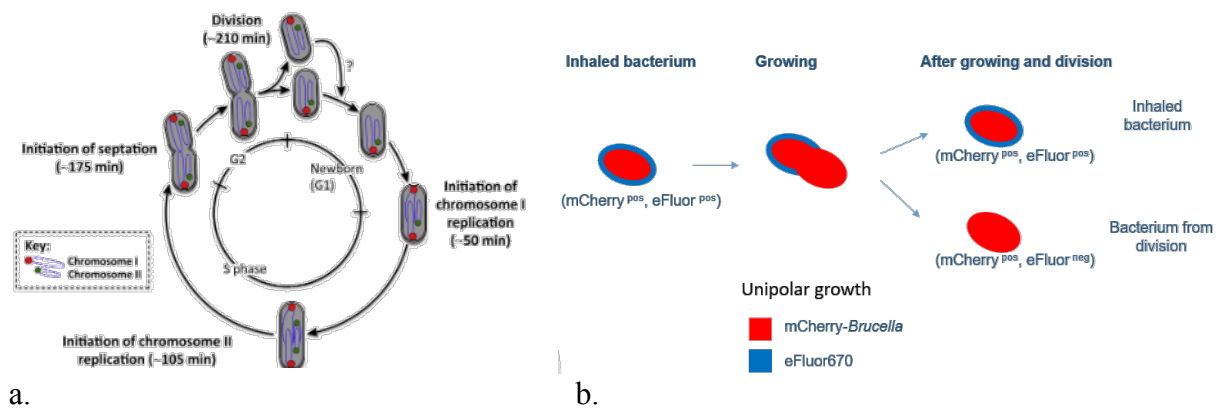 Division
(~210 min)
?
Initiation of septation
(~175 min)
G2
Newborn
(G1)
Initiation of
chromosome I
replication
(~50 min)
Key:
Chromosome I
Chromosome II
S phase
Initiation of chromosome II
replication (~105 min)
a.
Inhaled bacterium
Growing
After growing and division
(mCherry pos, eFluor pos)
Inhaled
bacterium
(mCherry pos, eFluor pos)
Bacterium from
division
(mCherry pos, eFluor neg)
Unipolar growth
mCherry-Brucella
eFluor670
b.